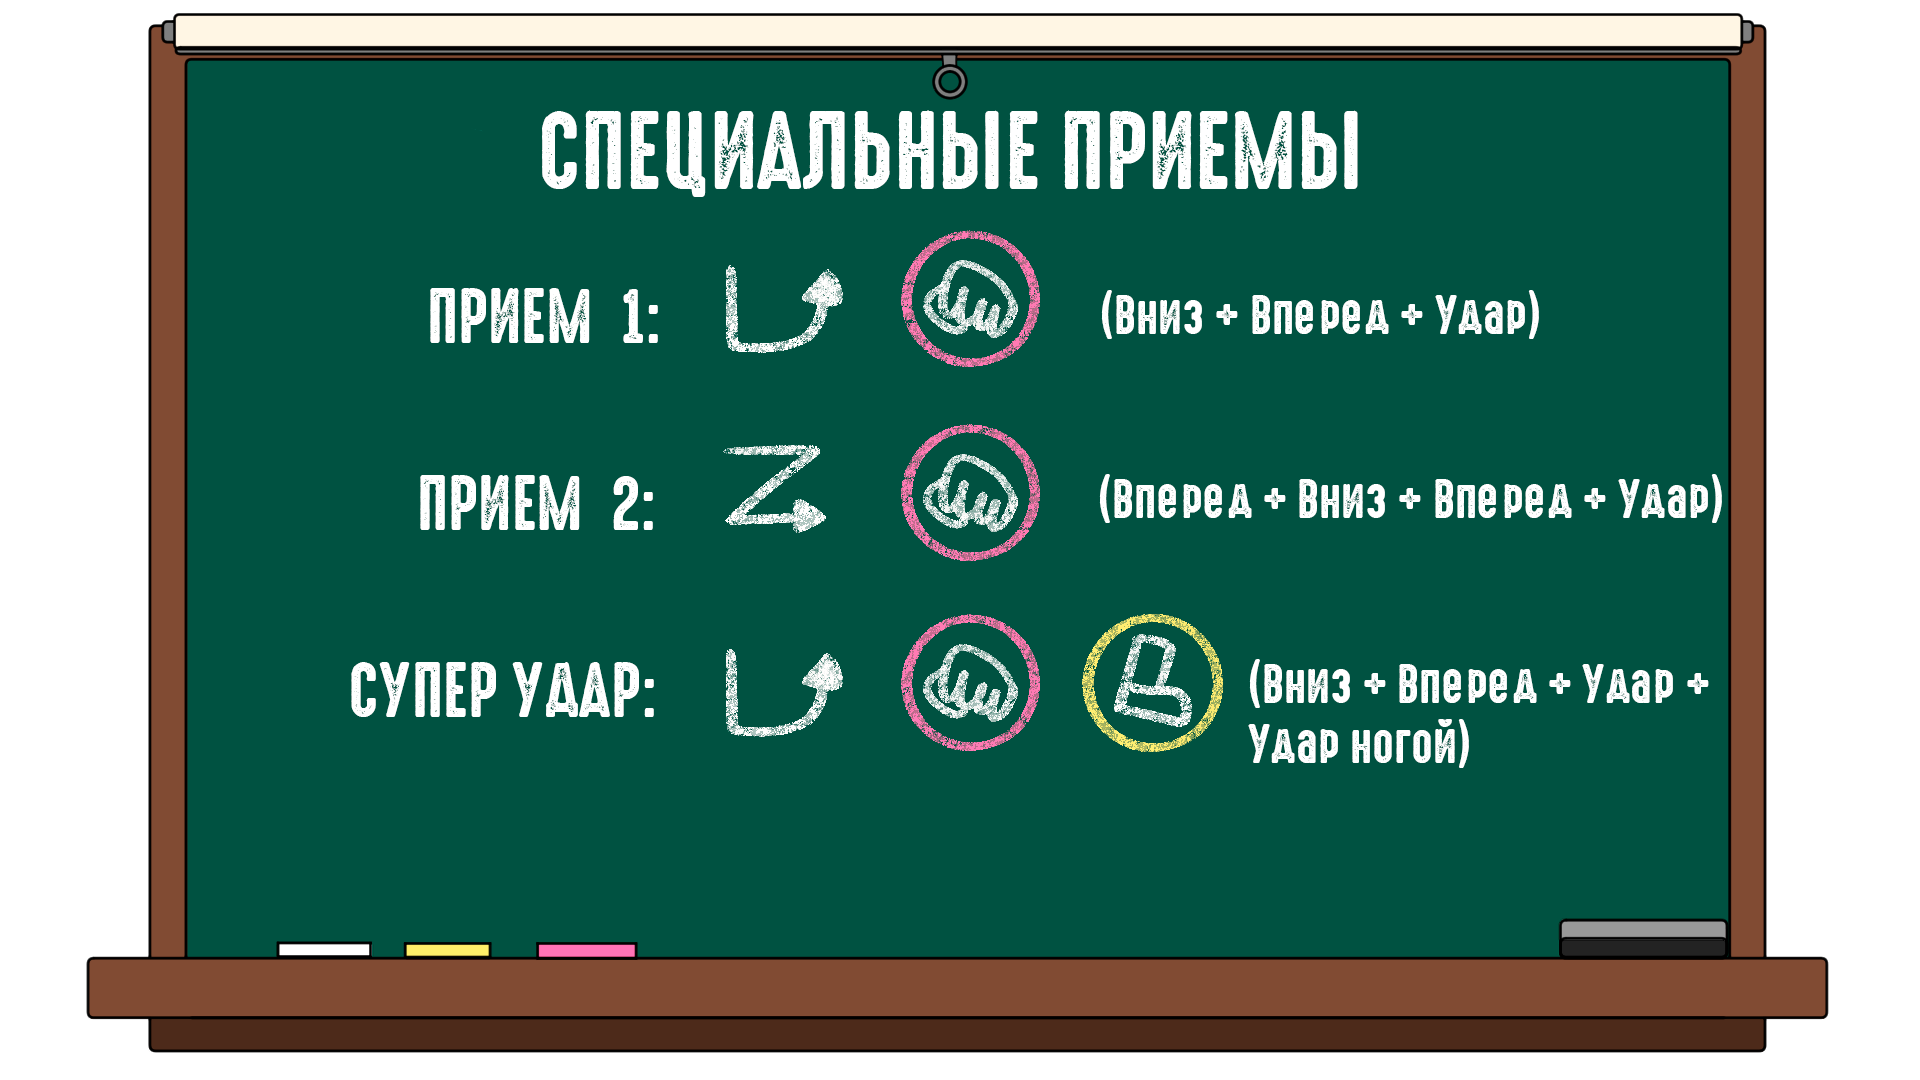 СПЕЦИАЛЬНЫЕ ПРИЕМЫ
ПРИЕМ 1: (Вниз + Вперед + Удар)
ПРИЕМ 2: (Вперед + Вниз + Вперед + Удар)
СУПЕР УДАР: (Вниз + Вперед + Удар +
Удар ногой)